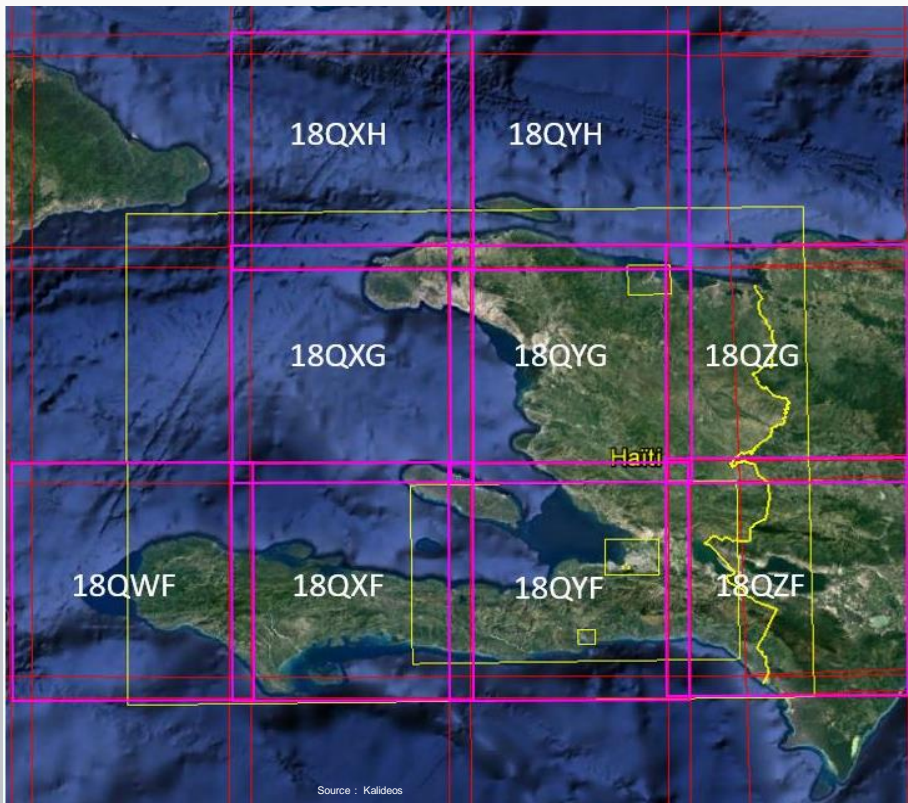 18QXH 18QYH
18QXG 18QYG 18QZG
Haïti
18QWF 18QXF 18QYF 18QZF
Source : Kalideos